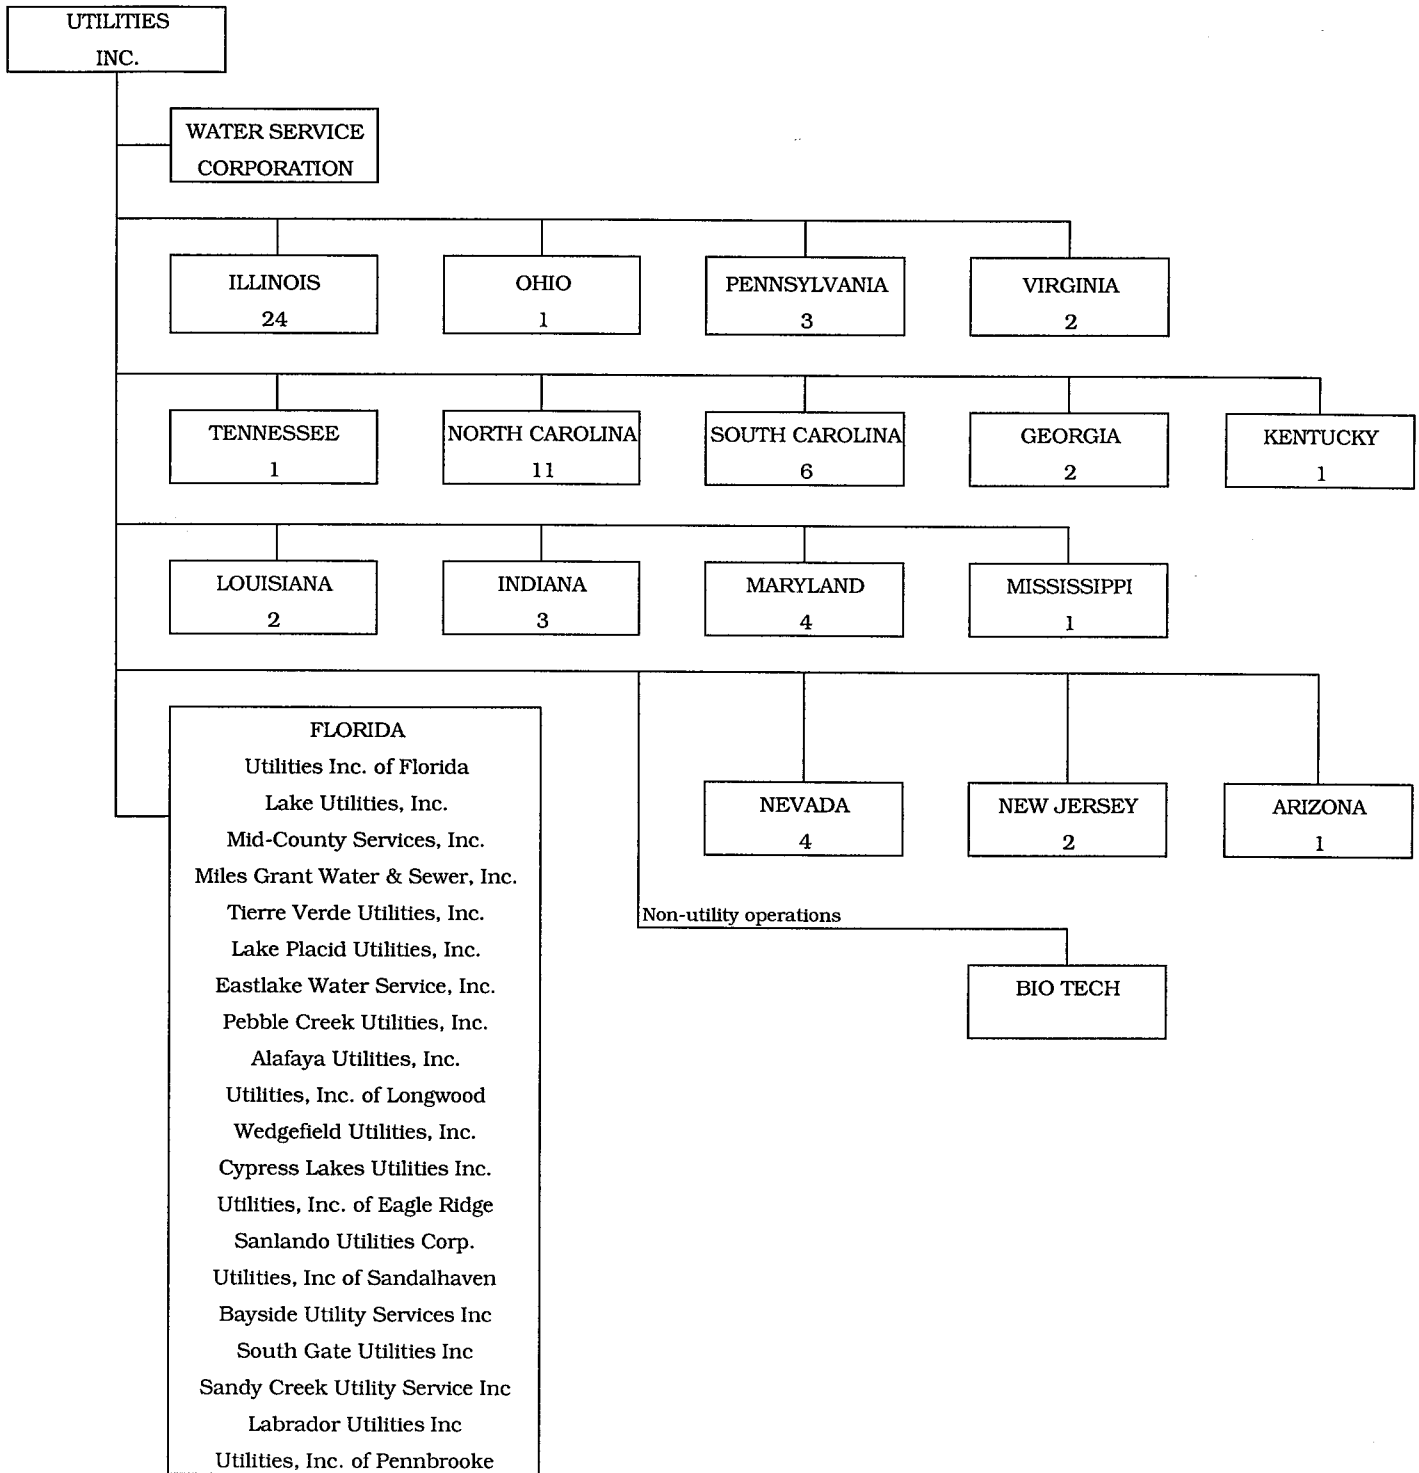 UTILITIES
INC.
WATER SERVICE
CORPORATION
ILLINOIS
24
OHIO
1
PENNSYLVANIA
3
VIRGINIA
2
TENNESSEE
1
NORTH CAROLINA
11
SOUTH CAROLINA
6
GEORGIA
2
KENTUCKY
1
LOUISIANA
2
INDIANA
3
MARYLAND
4
MISSISSIPPI
1
FLORIDA
Utilities Inc. of Florida
Lake Utilities, Inc.
Mid-County Services, Inc.
Miles Grant Water & Sewer, Inc.
Tierre Verde Utilities, Inc.
Lake Placid Utilities, Inc.
Eastlake Water Service, Inc.
Pebble Creek Utilities, Inc.
Alafaya Utilities, Inc.
Utilities, Inc. of Longwood
Wedgefield Utilities, Inc.
Cypress Lakes Utilities Inc.
Utilities, Inc. of Eagle Ridge
Sanlando Utilities Corp.
Utilities, Inc of Sandalhaven
Bayside Utility Services Inc
South Gate Utilities Inc
Sandy Creek Utility Service Inc
Labrador Utilities Inc
Utilities, Inc. of Pennbrooke
NEVADA
4
NEW JERSEY
2
ARIZONA
1
Non-utility operations
BIO TECH